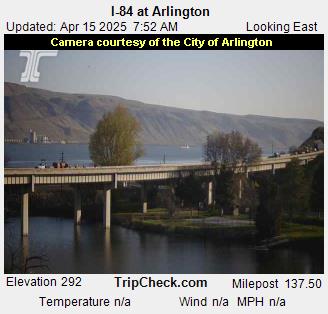 I-84 at Arlington
Updated: Apr 15 2025 7:52 AM Looking East
Camera courtesy of the City of Arlington
Elevation 292 TripCheck.com Milepost 137.50
Temperature n/a Wind n/a MPH n/a